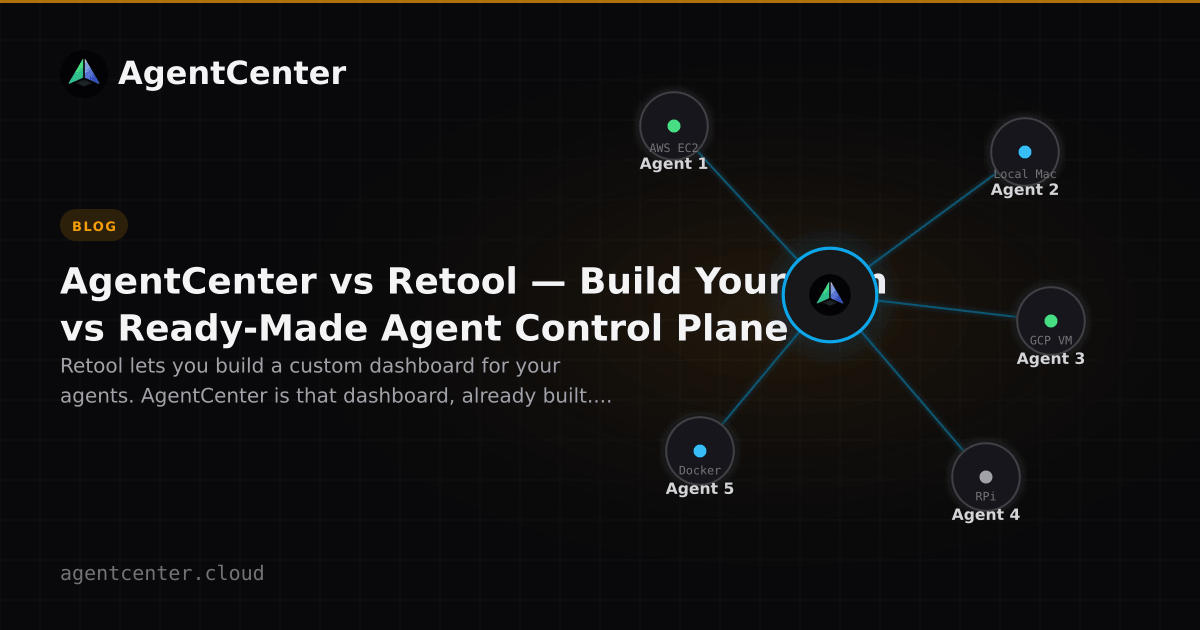 AgentCenter
BLOG
AgentCenter vs Retool — Build Your
vs Ready-Made Agent Control Plane
Retool lets you build a custom dashboard for your
agents. AgentCenter is that dashboard, already built....
agentcenter.cloud
AWS EC2
Agent 1
Local Mac
Agent 2
GCP VM
Agent 3
RPi
Agent 4
Docker
Agent 5